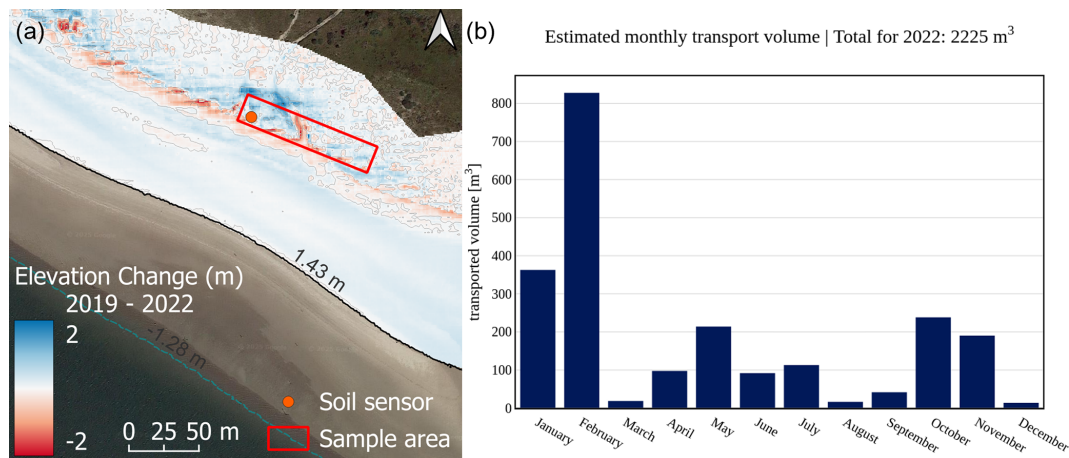 (a)
1.43 m
Elevation Change (m)
2019 - 2022
2
-2
-1.28 m
0 25 50 m
Soil sensor
Sample area
(b)
Estimated monthly transport volume | Total for 2022: 2225 m³
transported volume [m³]
800
700
600
500
400
300
200
100
0
January
February
March
April
May
June
July
August
September
October
November
December